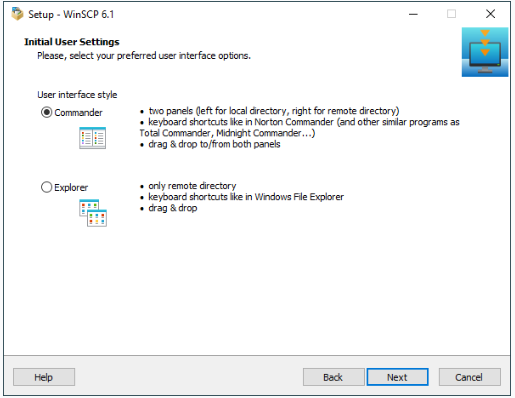 Setup - WinSCP 6.1
Initial User Settings
Please, select your preferred user interface options.
User interface style
Commander
• two panels (left for local directory, right for remote directory)
• keyboard shortcuts like in Norton Commander (and other similar programs as
Total Commander, Midnight Commander...)
• drag & drop to/from both panels
Explorer
• only remote directory
• keyboard shortcuts like in Windows File Explorer
• drag & drop
Help
Back
Next
Cancel